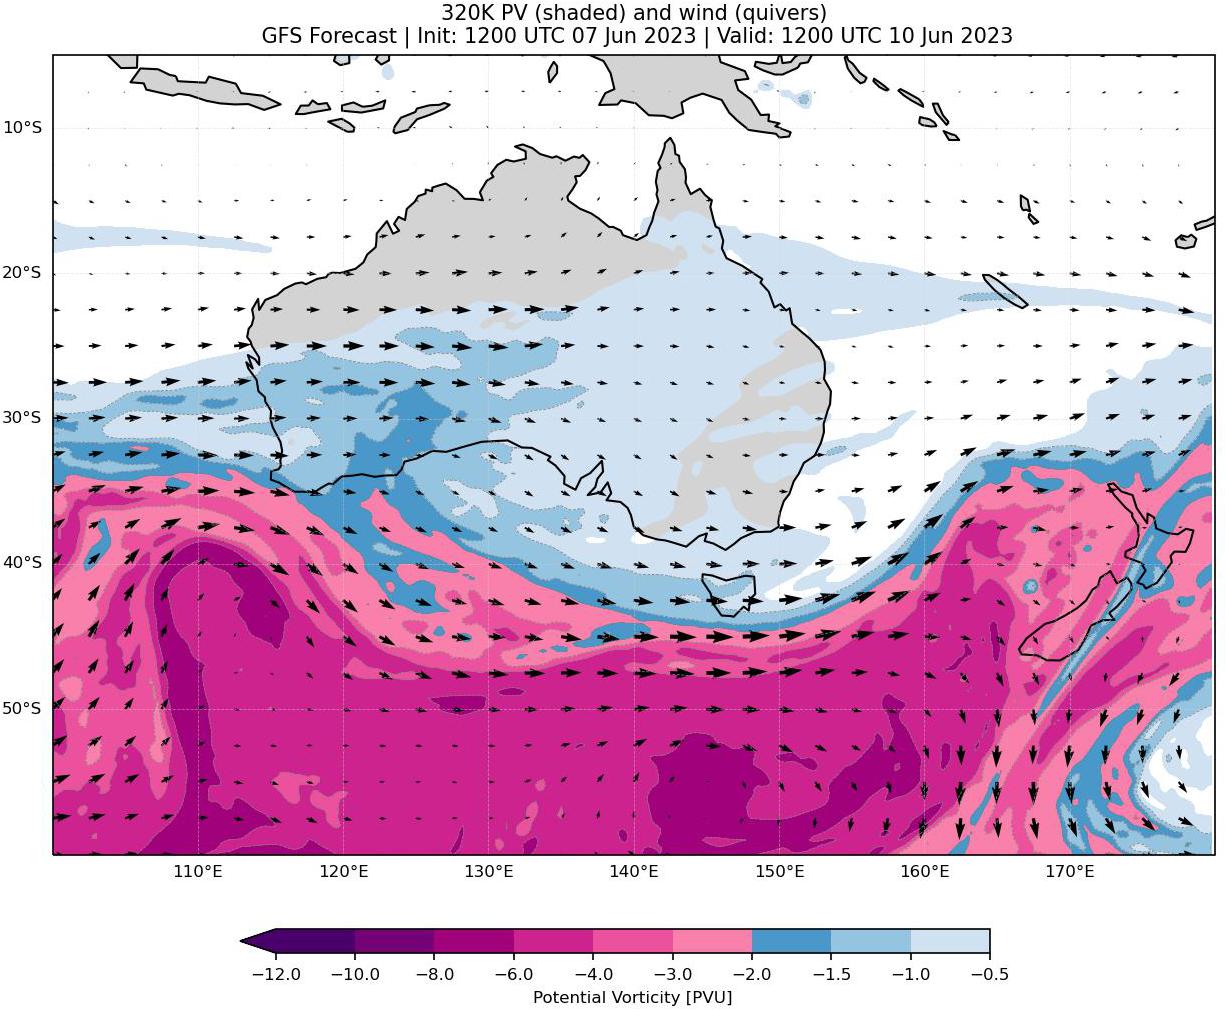 320K PV (shaded) and wind (quivers)
GFS Forecast | Init: 1200 UTC 07 Jun 2023 | Valid: 1200 UTC 10 Jun 2023
10°S
20°S
30°S
40°S
50°S
110°E 120°E 130°E 140°E 150°E 160°E 170°E
−12.0 −10.0 −8.0 −6.0 −4.0 −3.0 −2.0 −1.5 −1.0 −0.5
Potential Vorticity [PVU]